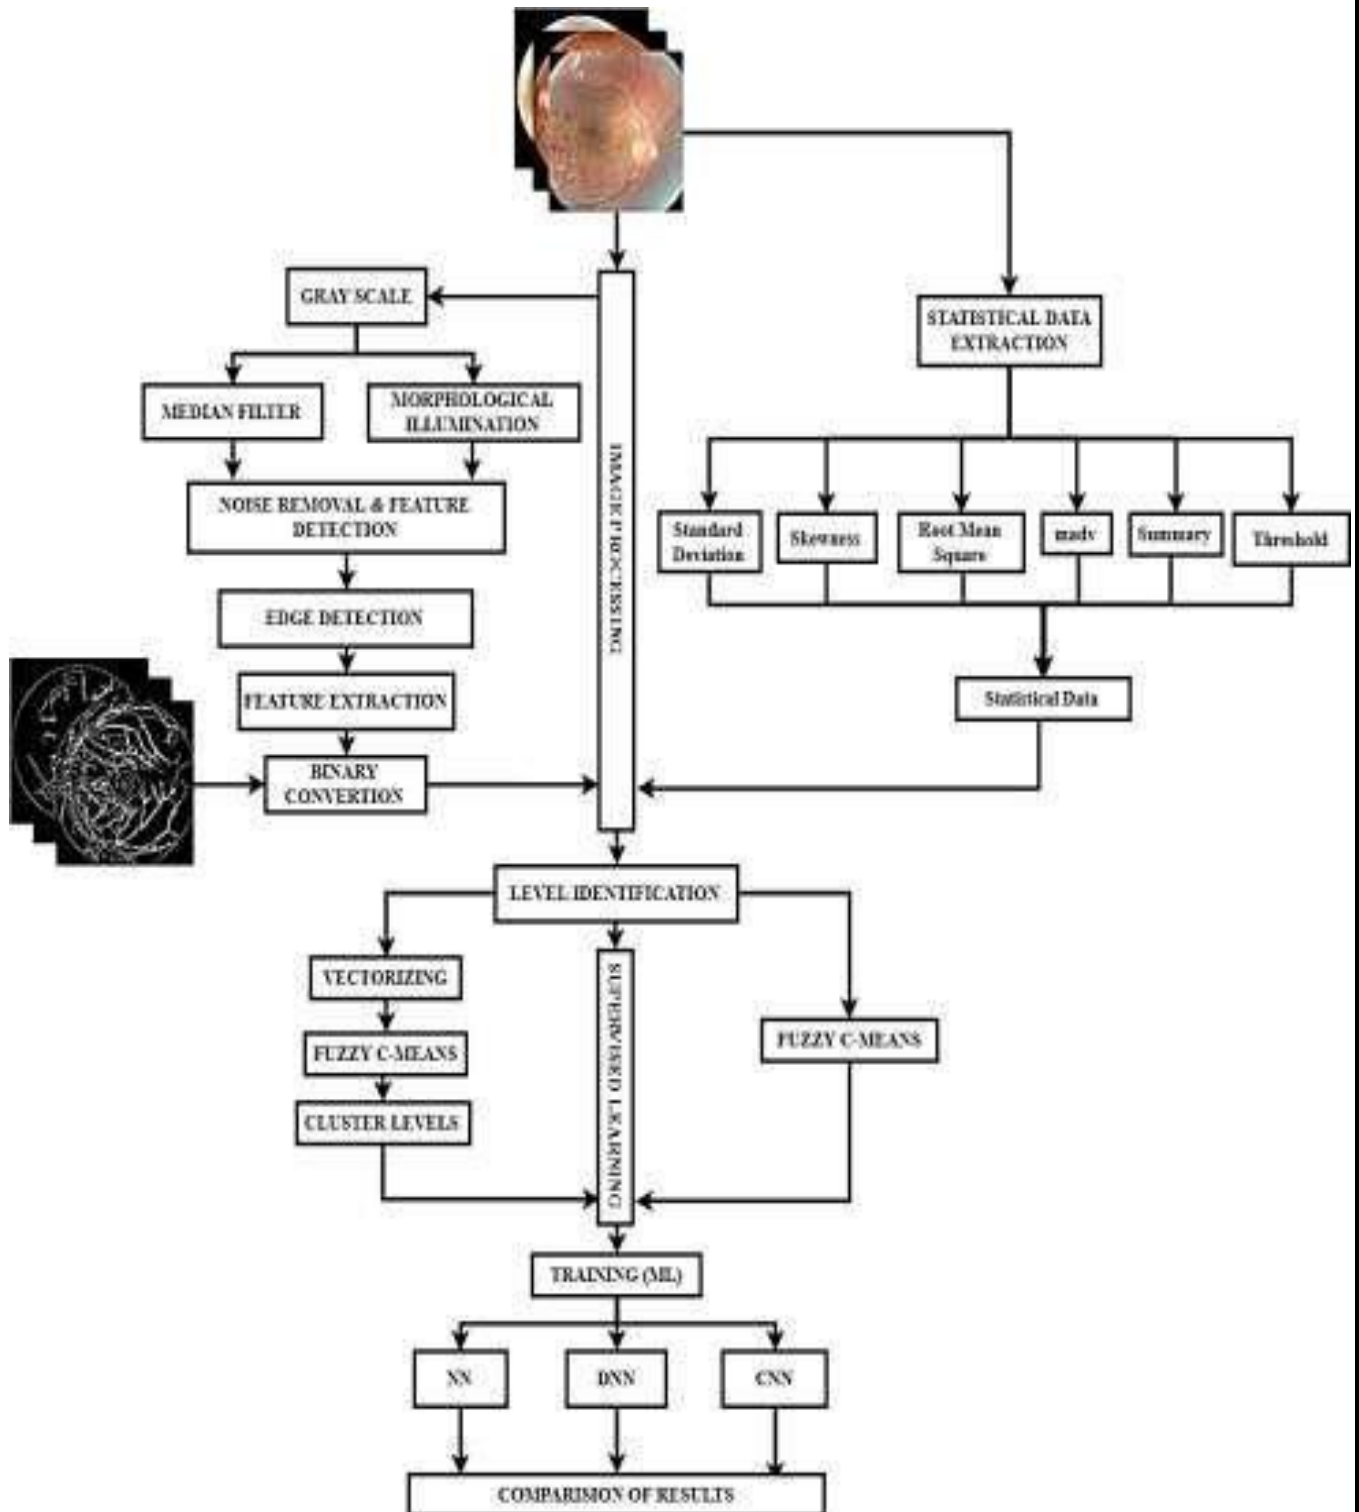 GRAY SCALE
STATISTICAL DATA
EXTRACTION
MEDIAN FILTER
MORPHOLOGICAL
ILLUMINATION
NOISE REMOVAL & FEATURE
DETECTION
EDGE DETECTION
FEATURE EXTRACTION
BINARY
CONVERTION
IMAGE PROCESSING
Standard
Deviation
Skewness
Root Mean
Square
madv
Summary
Threshold
Statistical Data
LEVEL IDENTIFICATION
VECTORIZING
FUZZY C-MEANS
CLUSTER LEVELS
SUPERVISED LEARNING
FUZZY C-MEANS
TRAINING (ML)
NN
DNN
CNN
COMPARISION OF RESULTS